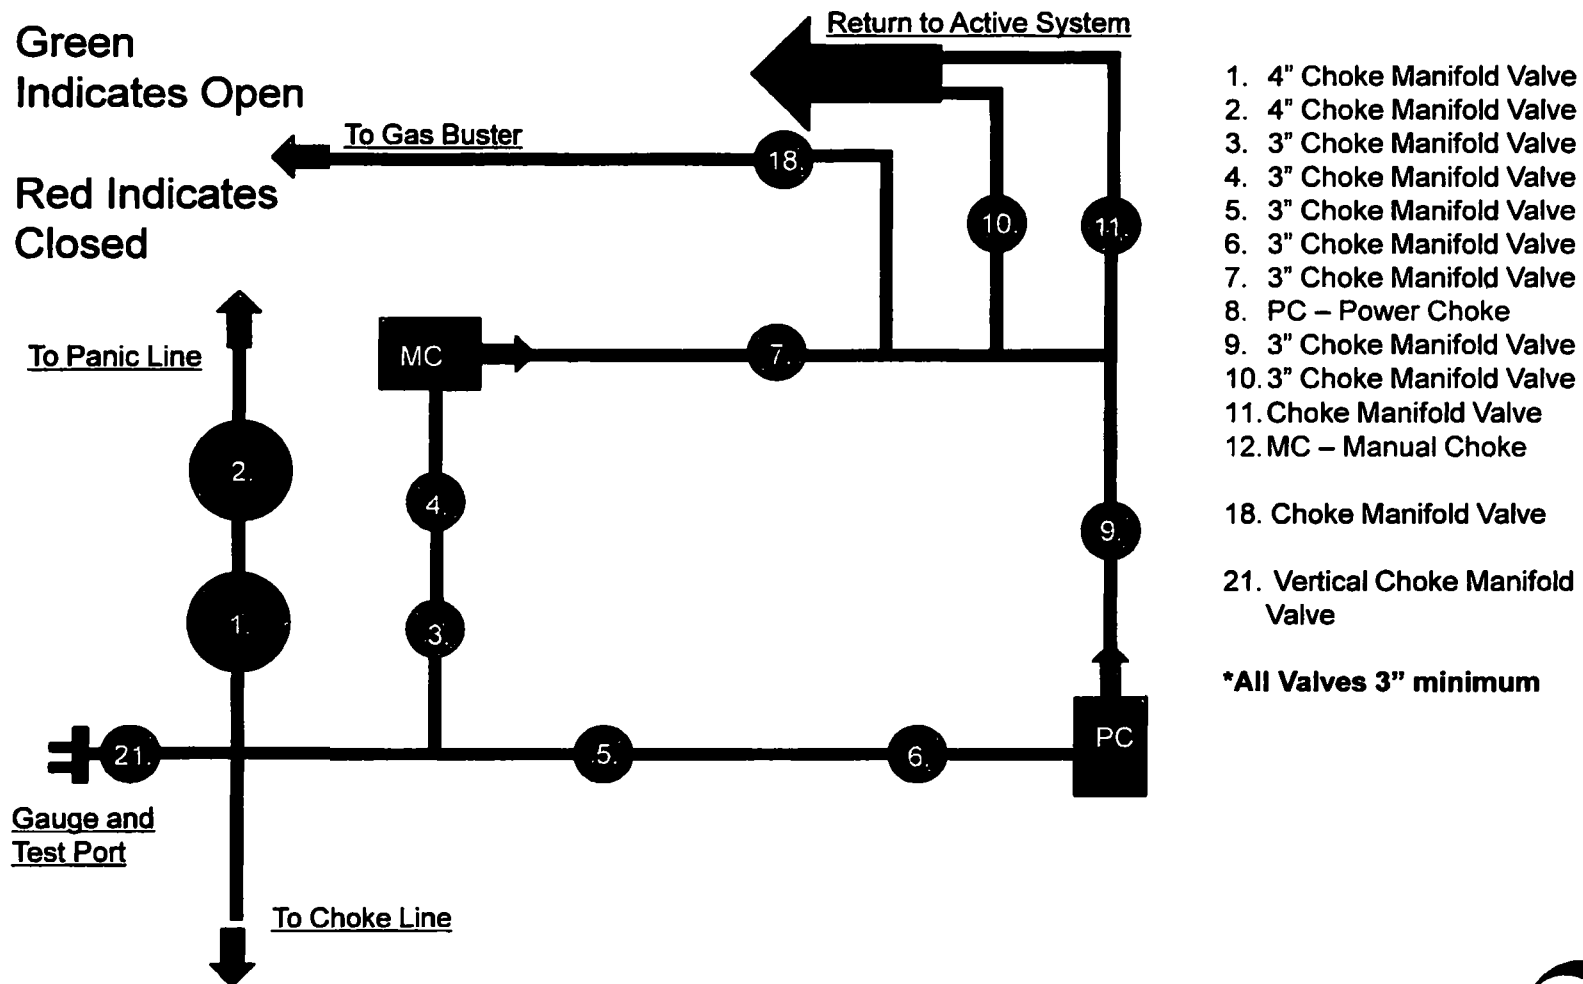 Green
Indicates Open
Red Indicates
Closed
Return to Active System
To Gas Buster
18.
10.
11.
To Panic Line
MC
7.
2.
4.
9.
1.
3.
21.
5.
6.
PC
Gauge and
Test Port
To Choke Line
1. 4" Choke Manifold Valve
2. 4" Choke Manifold Valve
3. 3" Choke Manifold Valve
4. 3" Choke Manifold Valve
5. 3" Choke Manifold Valve
6. 3" Choke Manifold Valve
7. 3" Choke Manifold Valve
8. PC – Power Choke
9. 3" Choke Manifold Valve
10. 3" Choke Manifold Valve
11. Choke Manifold Valve
12. MC – Manual Choke
18. Choke Manifold Valve
21. Vertical Choke Manifold
Valve
*All Valves 3" minimum